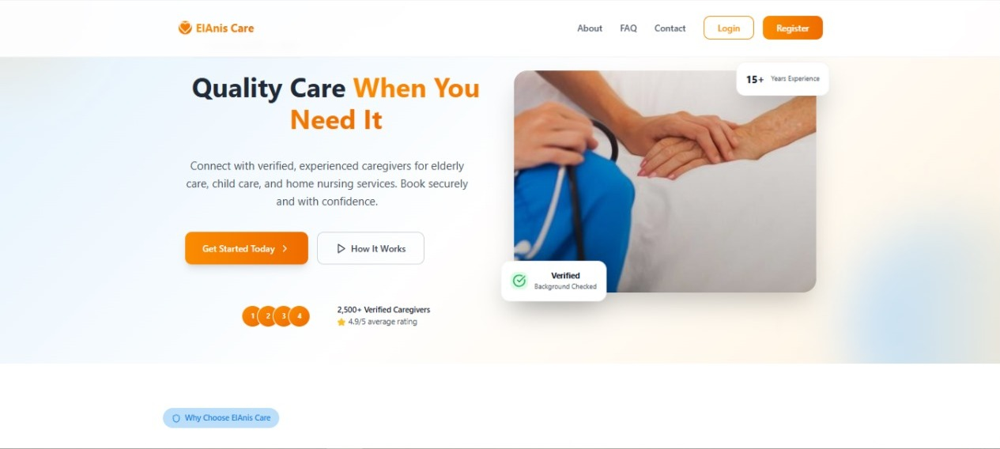 ElAnis Care
About
FAQ
Contact
Login
Register
Quality Care When You
Need It
Connect with verified, experienced caregivers for elderly
care, child care, and home nursing services. Book securely
and with confidence.
Get Started Today
How It Works
1 2 3 4
2,500+ Verified Caregivers
4.9/5 average rating
15+ Years Experience
Verified
Background Checked
Why Choose ElAnis Care